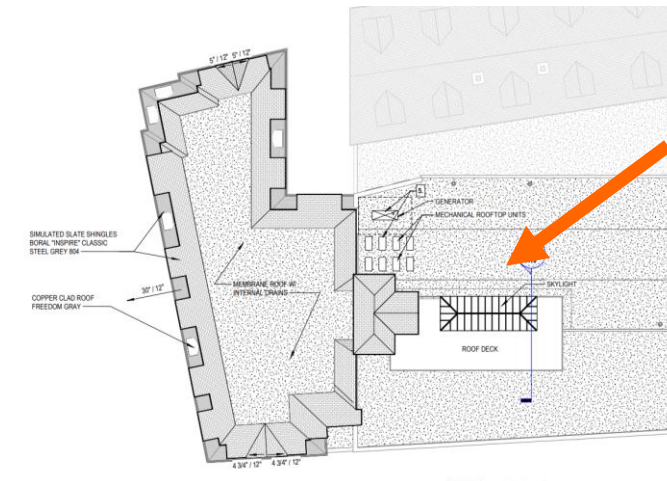 5" / 12" 5" / 12"
5.
GENERATOR
MECHANICAL ROOFTOP UNITS
SIMULATED SLATE SHINGLES
BORAL "INSPIRE" CLASSIC
STEEL GREY 804
30" / 12"
MEMBRANE ROOF W/
INTERNAL DRAINS
SKYLIGHT
COPPER CLAD ROOF
FREEDOM GRAY
ROOF DECK
4 3/4" / 12" 4 3/4" / 12"